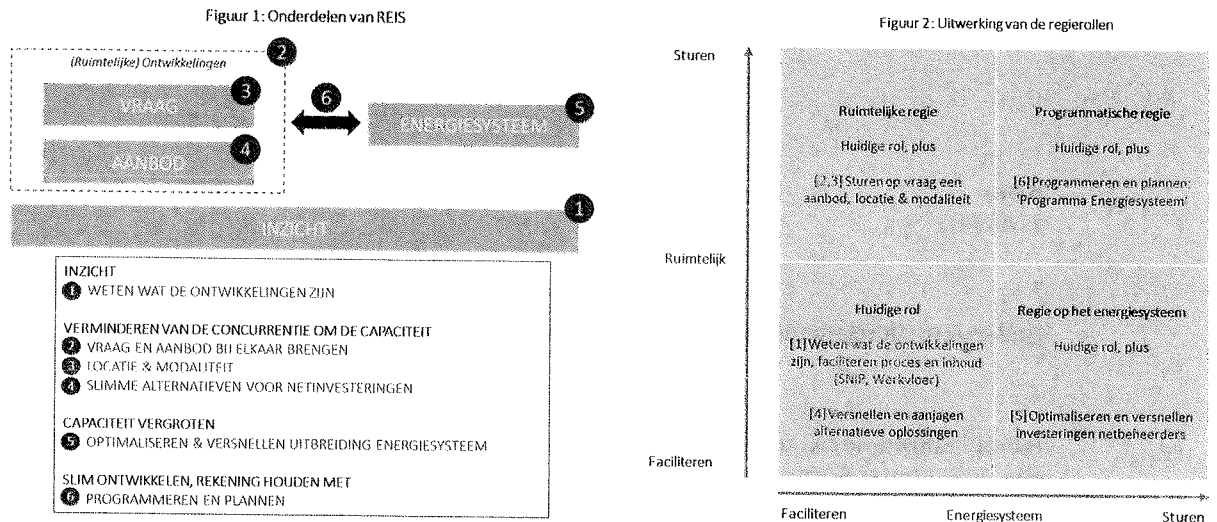 Figuur 1: Onderdelen van REIS
(Ruimtelijke) Ontwikkelingen
2
VRAAG
3
AANBOD
4
6
ENERGIESYSTEEM
5
INZICHT
1
INZICHT
1 WETEN WAT DE ONTWIKKELINGEN ZIJN
VERMINDEREN VAN DE CONCURRENTIE OM DE CAPACITEIT
2 VRAAG EN AANBOD BIJ ELKAAR BRENGEN
3 LOCATIE & MODALITEIT
4 SLIMME ALTERNATIEVEN VOOR NETINVESTERINGEN
CAPACITEIT VERGROTEN
5 OPTIMALISEREN & VERSNELLEN UITBREIDING ENERGIESYSTEEM
SLIM ONTWIKKELEN, REKENING HOUDEN MET
6 PROGRAMMEREN EN PLANNEN
Figuur 2: Uitwerking van de regierollen
Sturen
Ruimtelijk
Faciliteren
Ruimtelijke regie
Huidige rol, plus
[2,3] Sturen op vraag een
aanbod, locatie & modaliteit
Programmatische regie
Huidige rol, plus
[6] Programmeren en plannen:
'Programma Energiesysteem'
Huidige rol
[1] Weten wat de ontwikkelingen
zijn, faciliteren proces en inhoud
(SNIP, Werkvloer)
[4] Versnellen en aanjagen
alternatieve oplossingen
Regie op het energiesysteem
Huidige rol, plus
[5] Optimaliseren en versnellen
investeringen netbeheerders
Faciliteren
Energiesysteem
Sturen